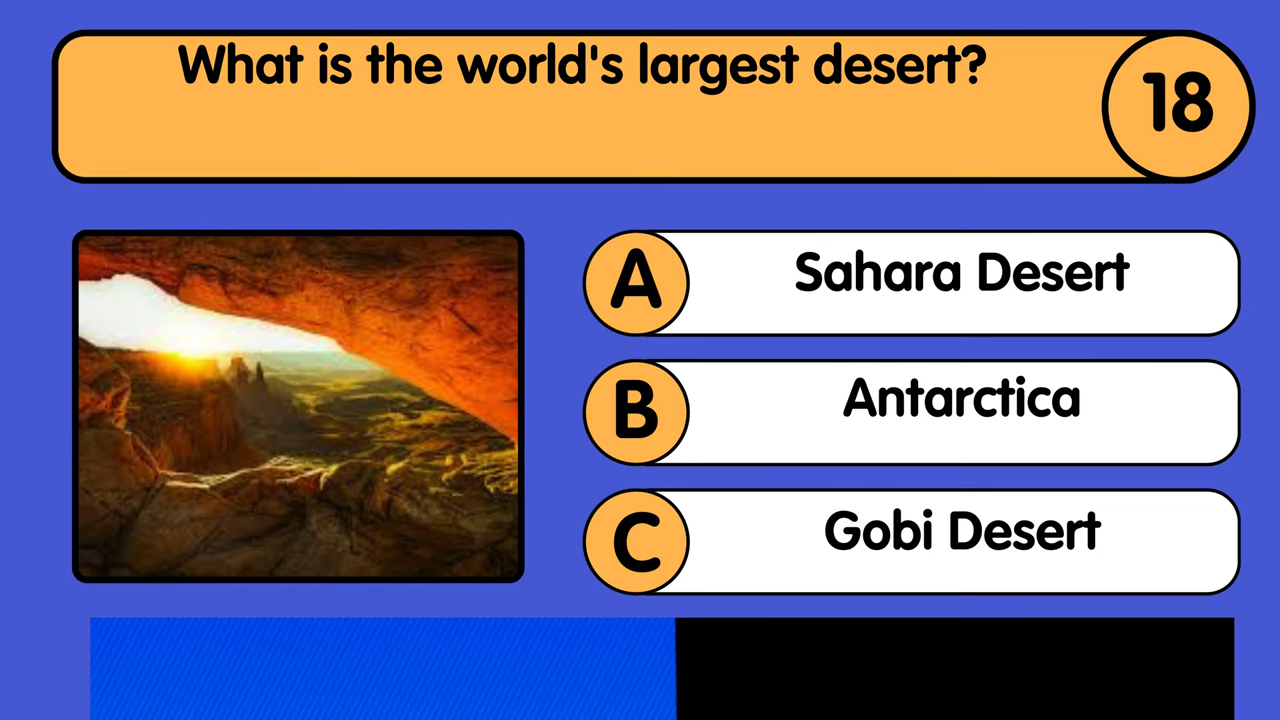 What is the world's largest desert?
18
A
Sahara Desert
B
Antarctica
C
Gobi Desert